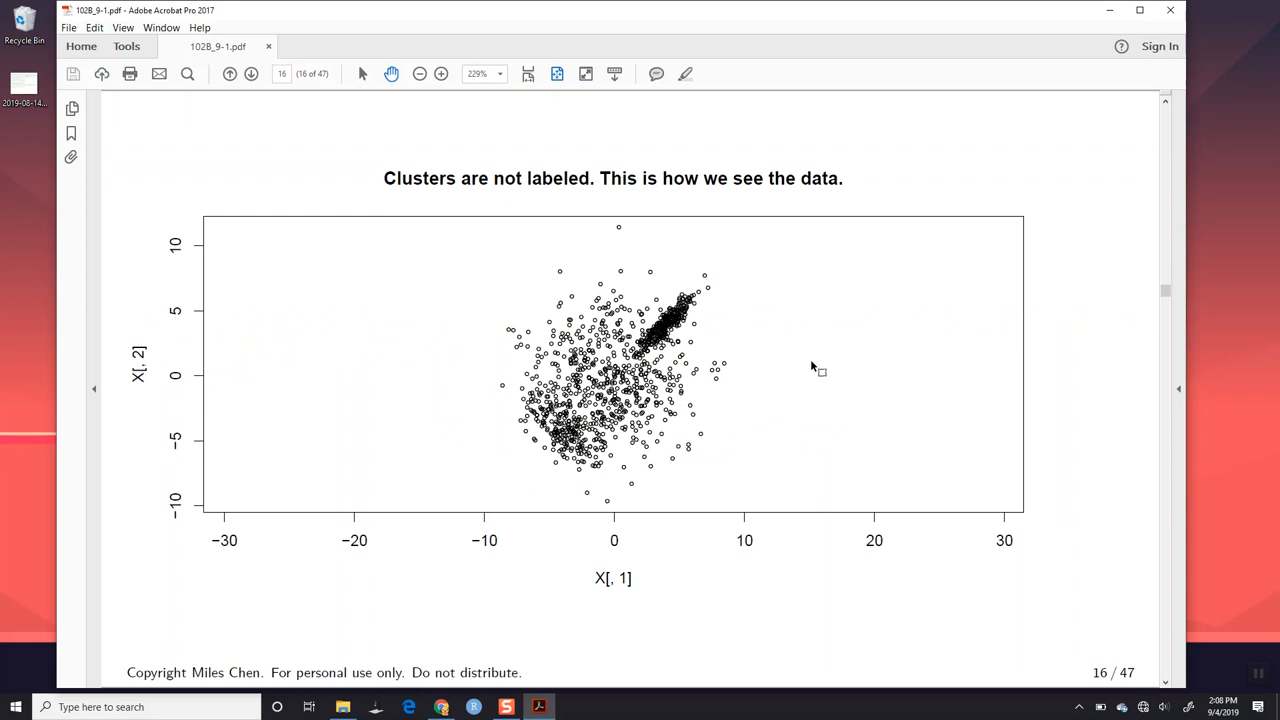 102B_9-1.pdf - Adobe Acrobat Pro 2017
Recycle Bin
File Edit View Window Help
Home Tools 102B_9-1.pdf × Sign In
16 (16 of 47) 229%
2019-08-14...
Clusters are not labeled. This is how we see the data.
10
5
0
−5
−10
X[, 2]
−30 −20 −10 0 10 20 30
X[, 1]
Copyright Miles Chen. For personal use only. Do not distribute. 16 / 47
Type here to search
2:08 PM
9/4/2019